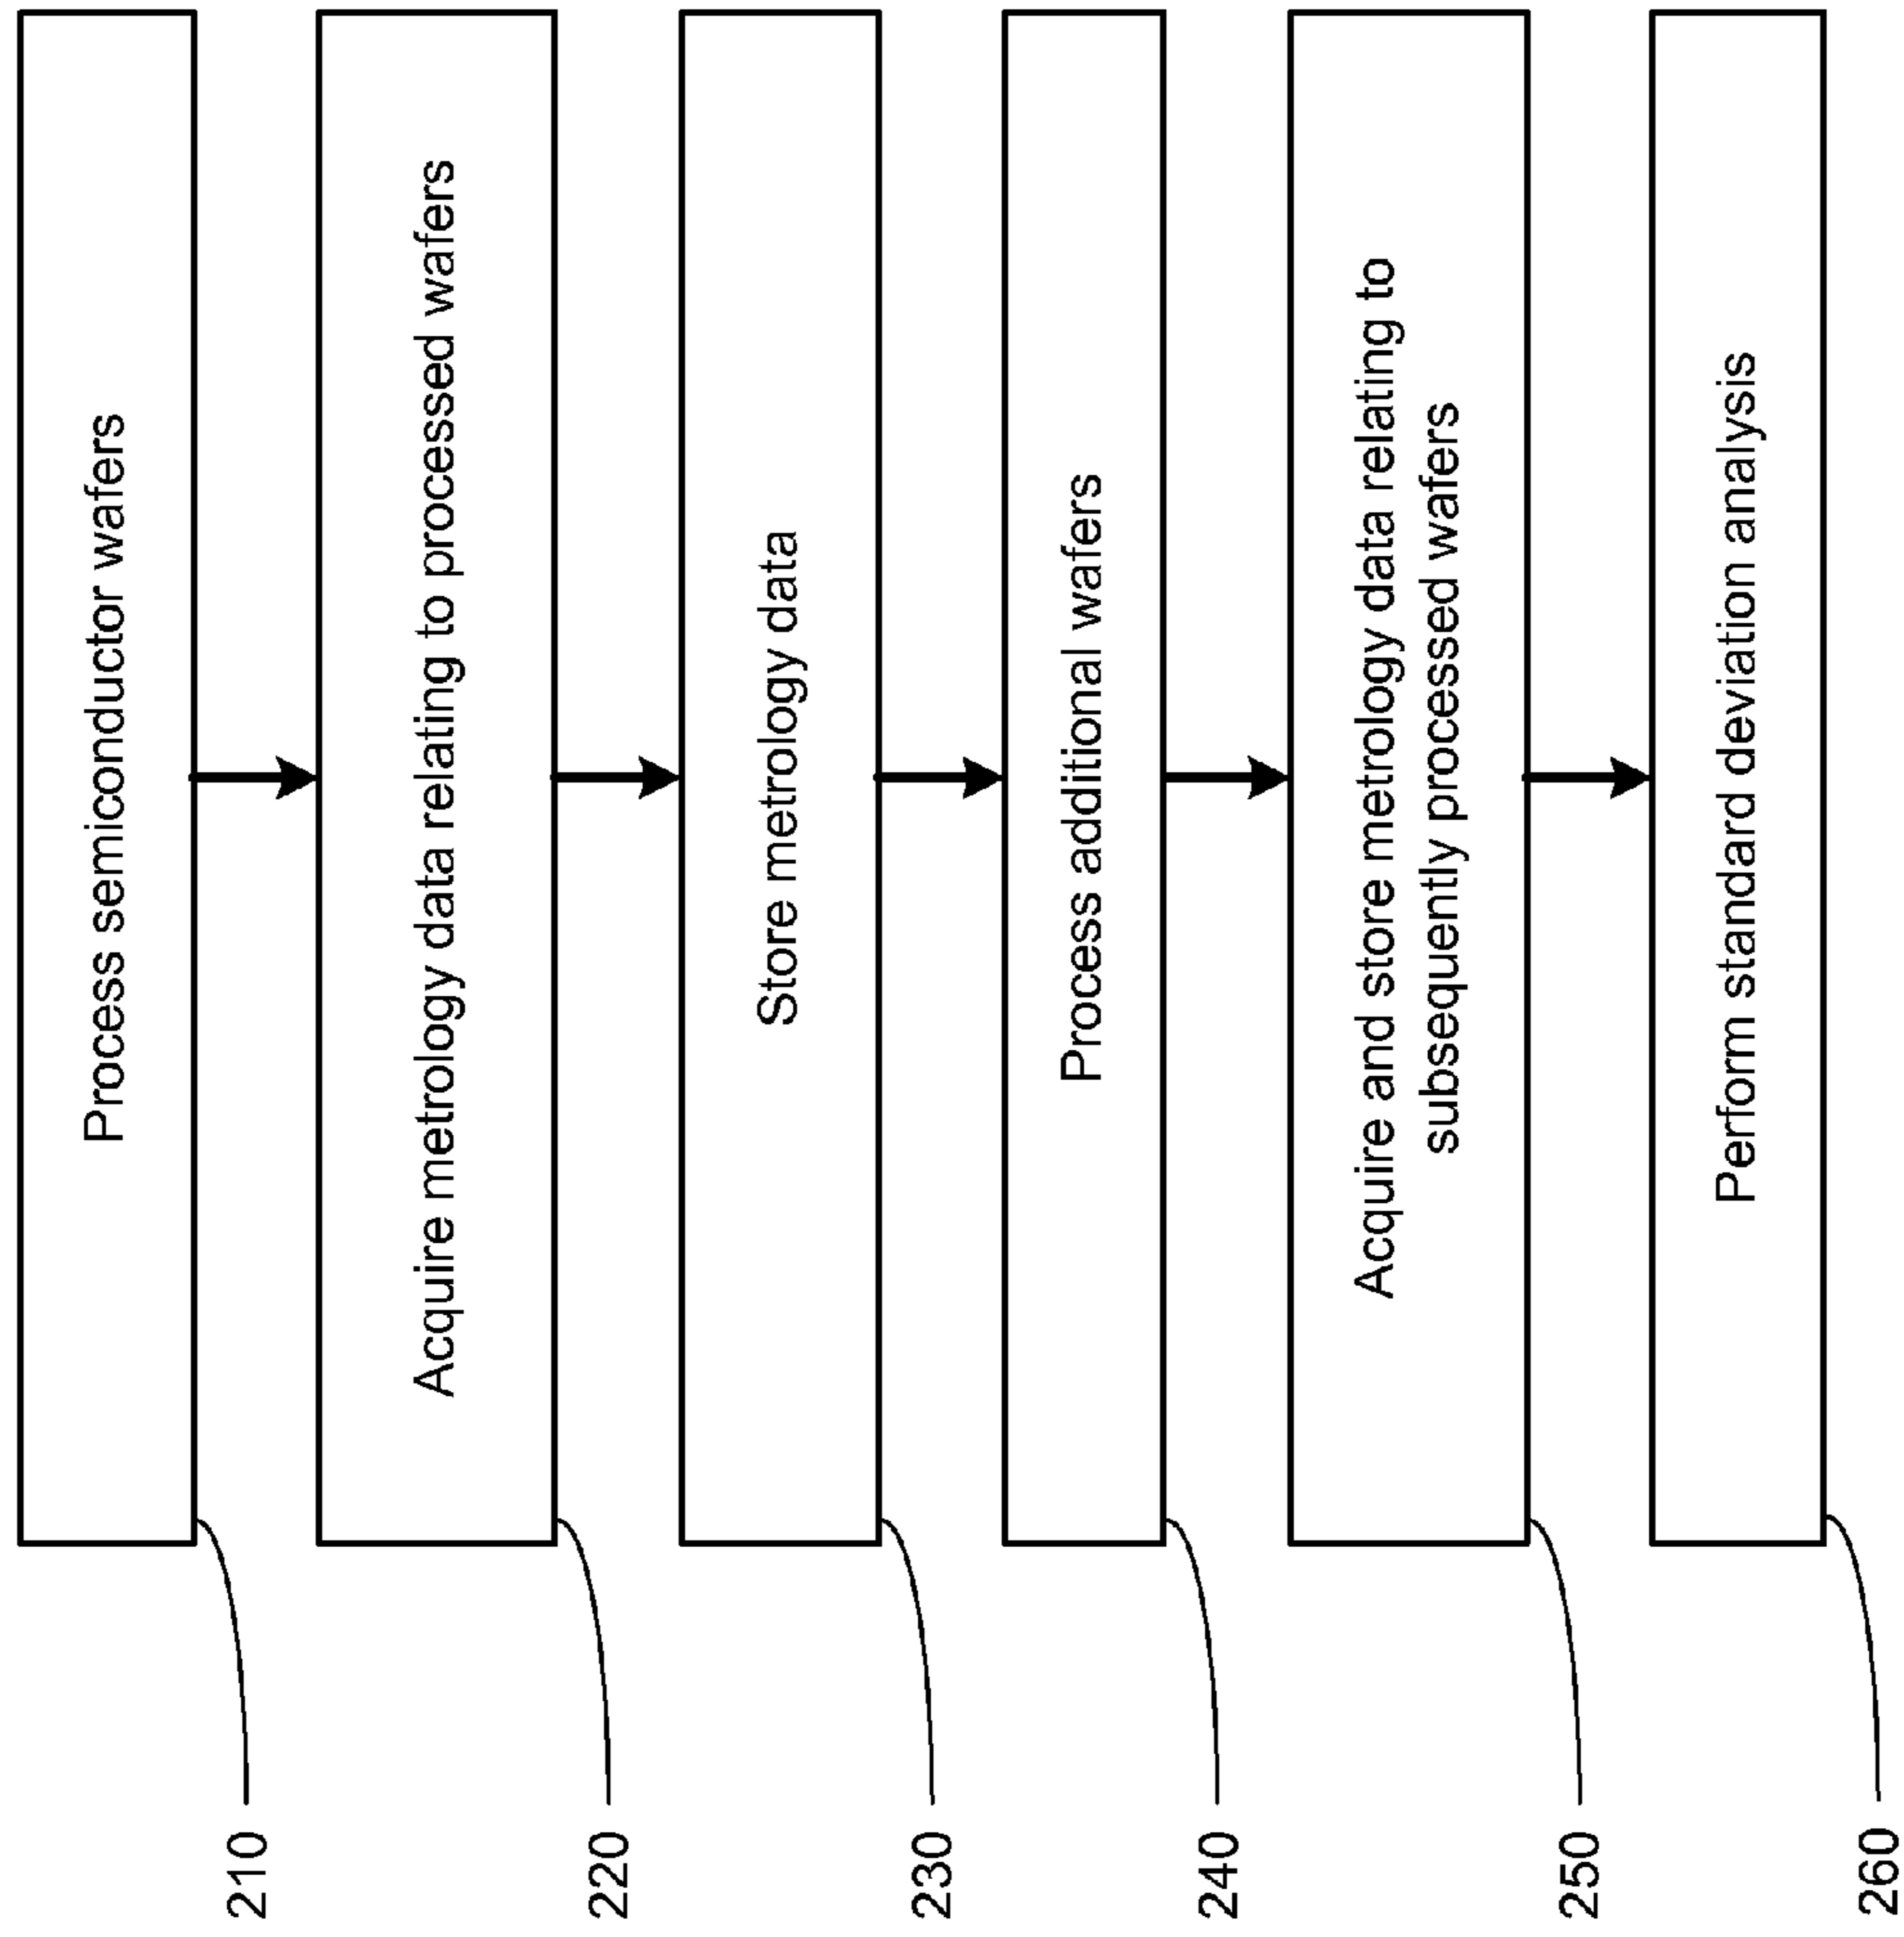 210
Process semiconductor wafers
220
Acquire metrology data relating to processed wafers
230
Store metrology data
240
Process additional wafers
250
Acquire and store metrology data relating to
subsequently processed wafers
260
Perform standard deviation analysis